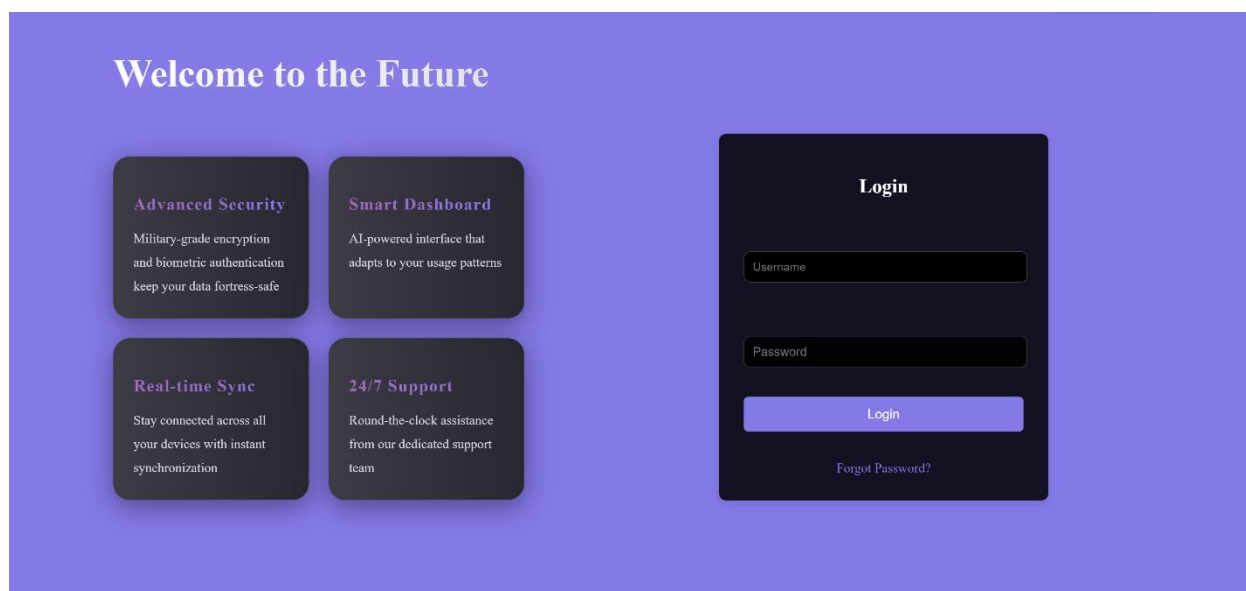 Welcome to the Future
Advanced Security
Military-grade encryption
and biometric authentication
keep your data fortress-safe
Smart Dashboard
AI-powered interface that
adapts to your usage patterns
Real-time Sync
Stay connected across all
your devices with instant
synchronization
24/7 Support
Round-the-clock assistance
from our dedicated support
team
Login
Username
Password
Login
Forgot Password?